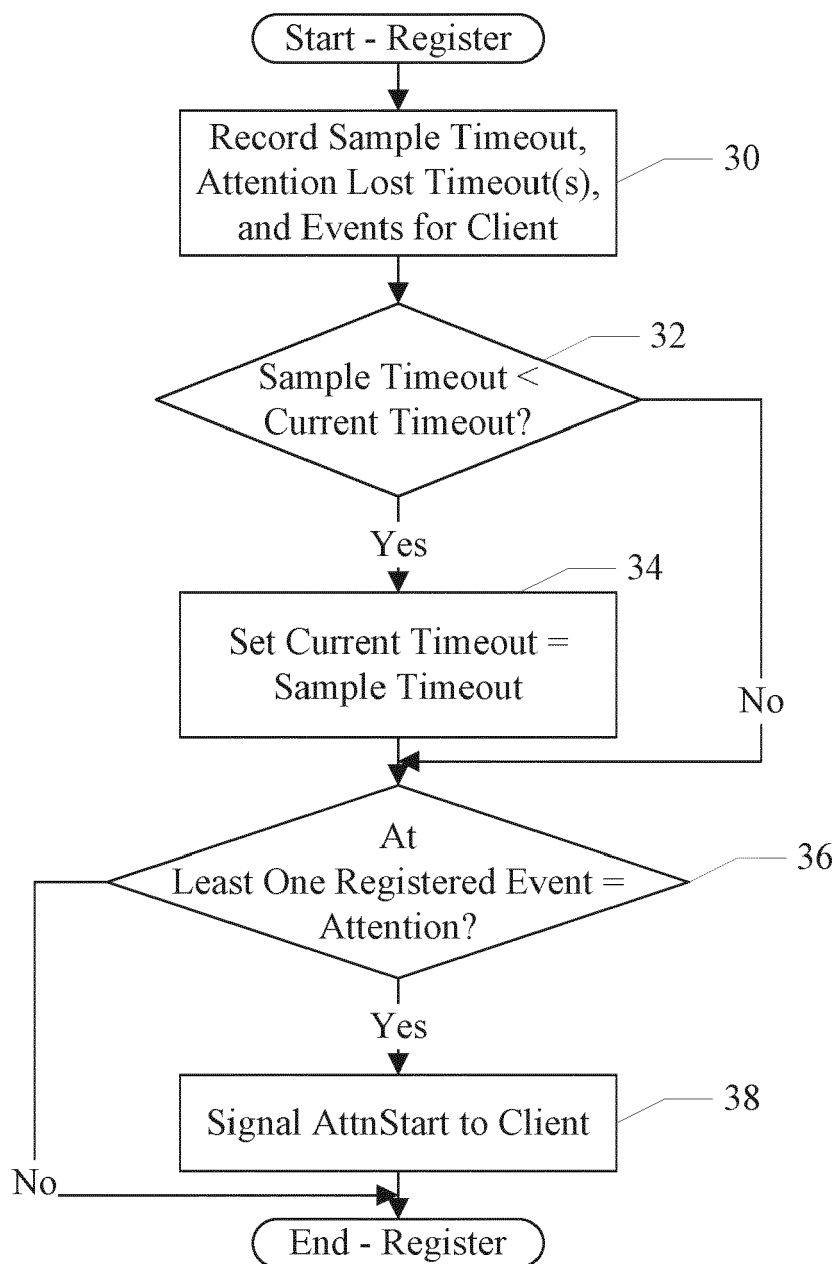 Start - Register
Record Sample Timeout,
Attention Lost Timeout(s),
and Events for Client
30
32
Sample Timeout <
Current Timeout?
Yes
34
Set Current Timeout =
Sample Timeout
No
At
Least One Registered Event =
Attention?
36
Yes
Signal AttnStart to Client
38
No
End - Register